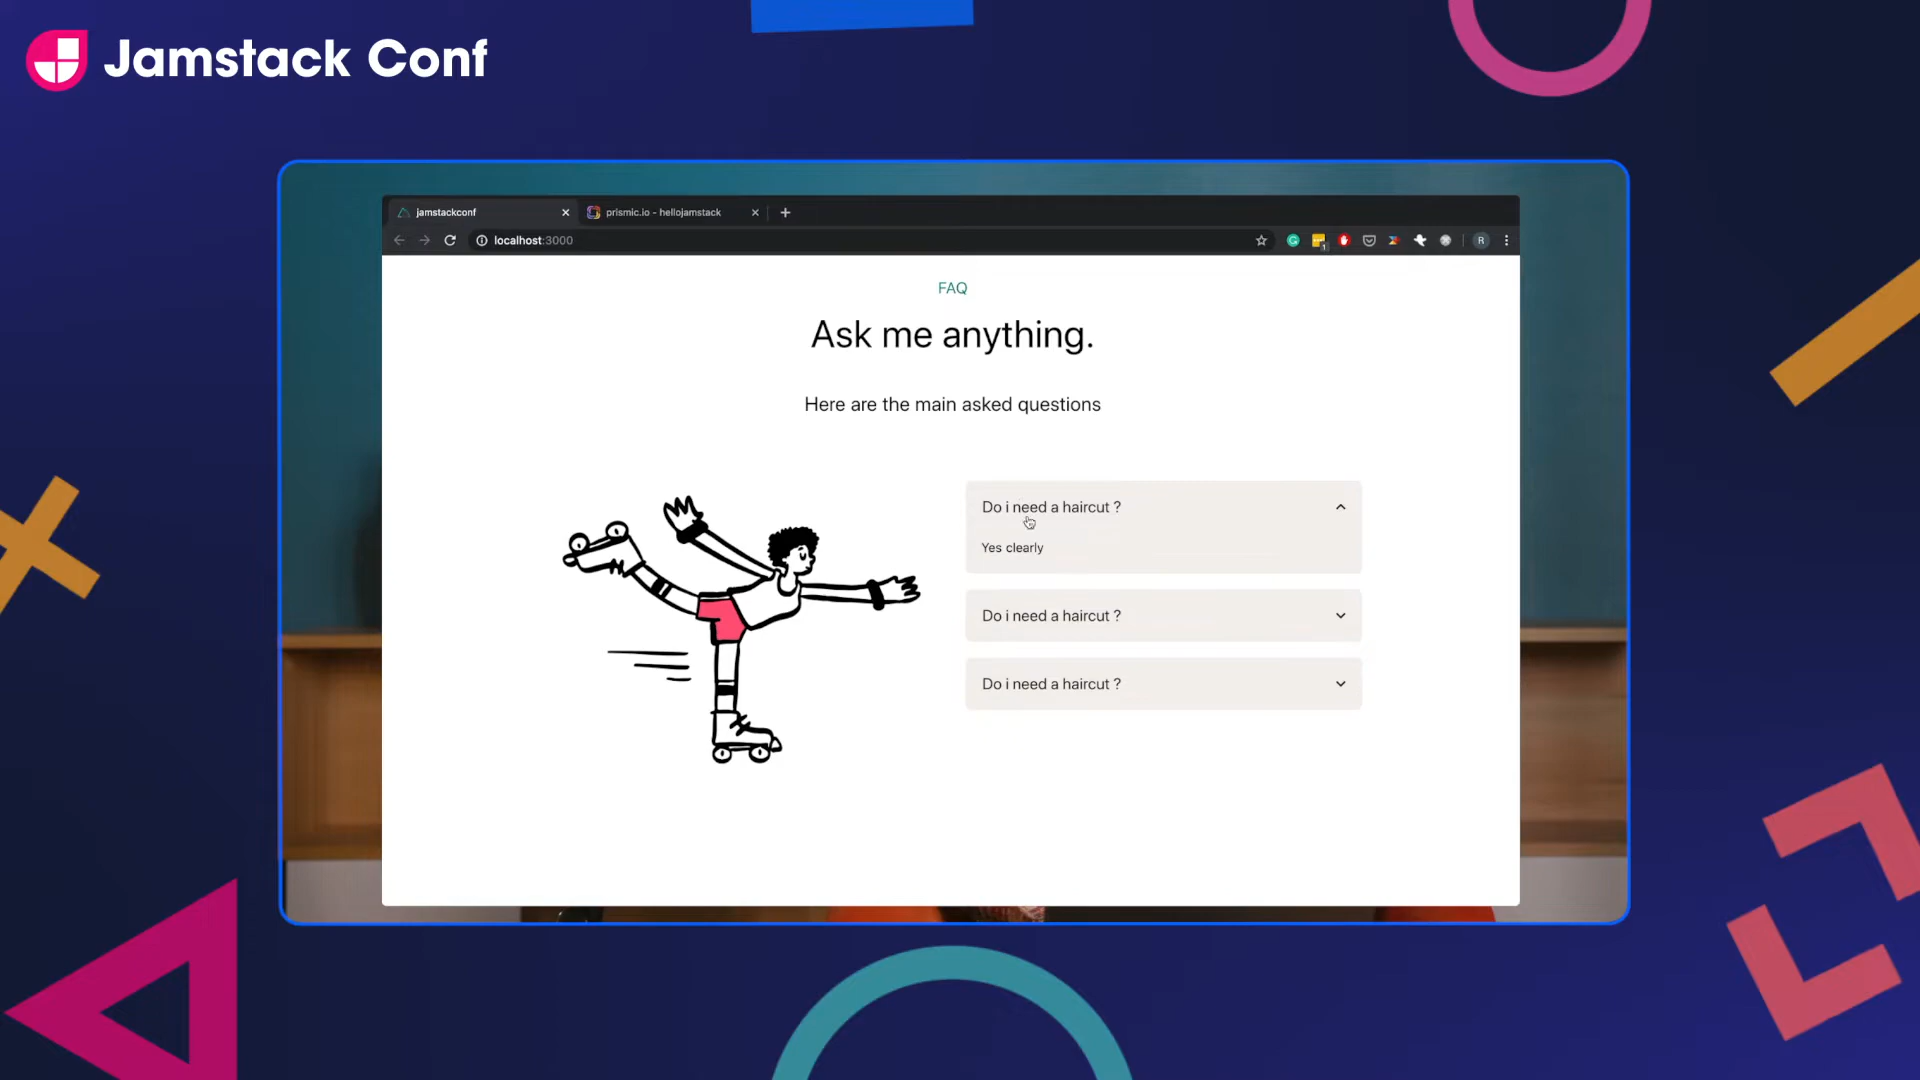 Jamstack Conf
jamstackconf
prismic.io - hellojamstack
localhost:3000
1
R
FAQ
Ask me anything.
Here are the main asked questions
Do i need a haircut ?
Yes clearly
Do i need a haircut ?
Do i need a haircut ?